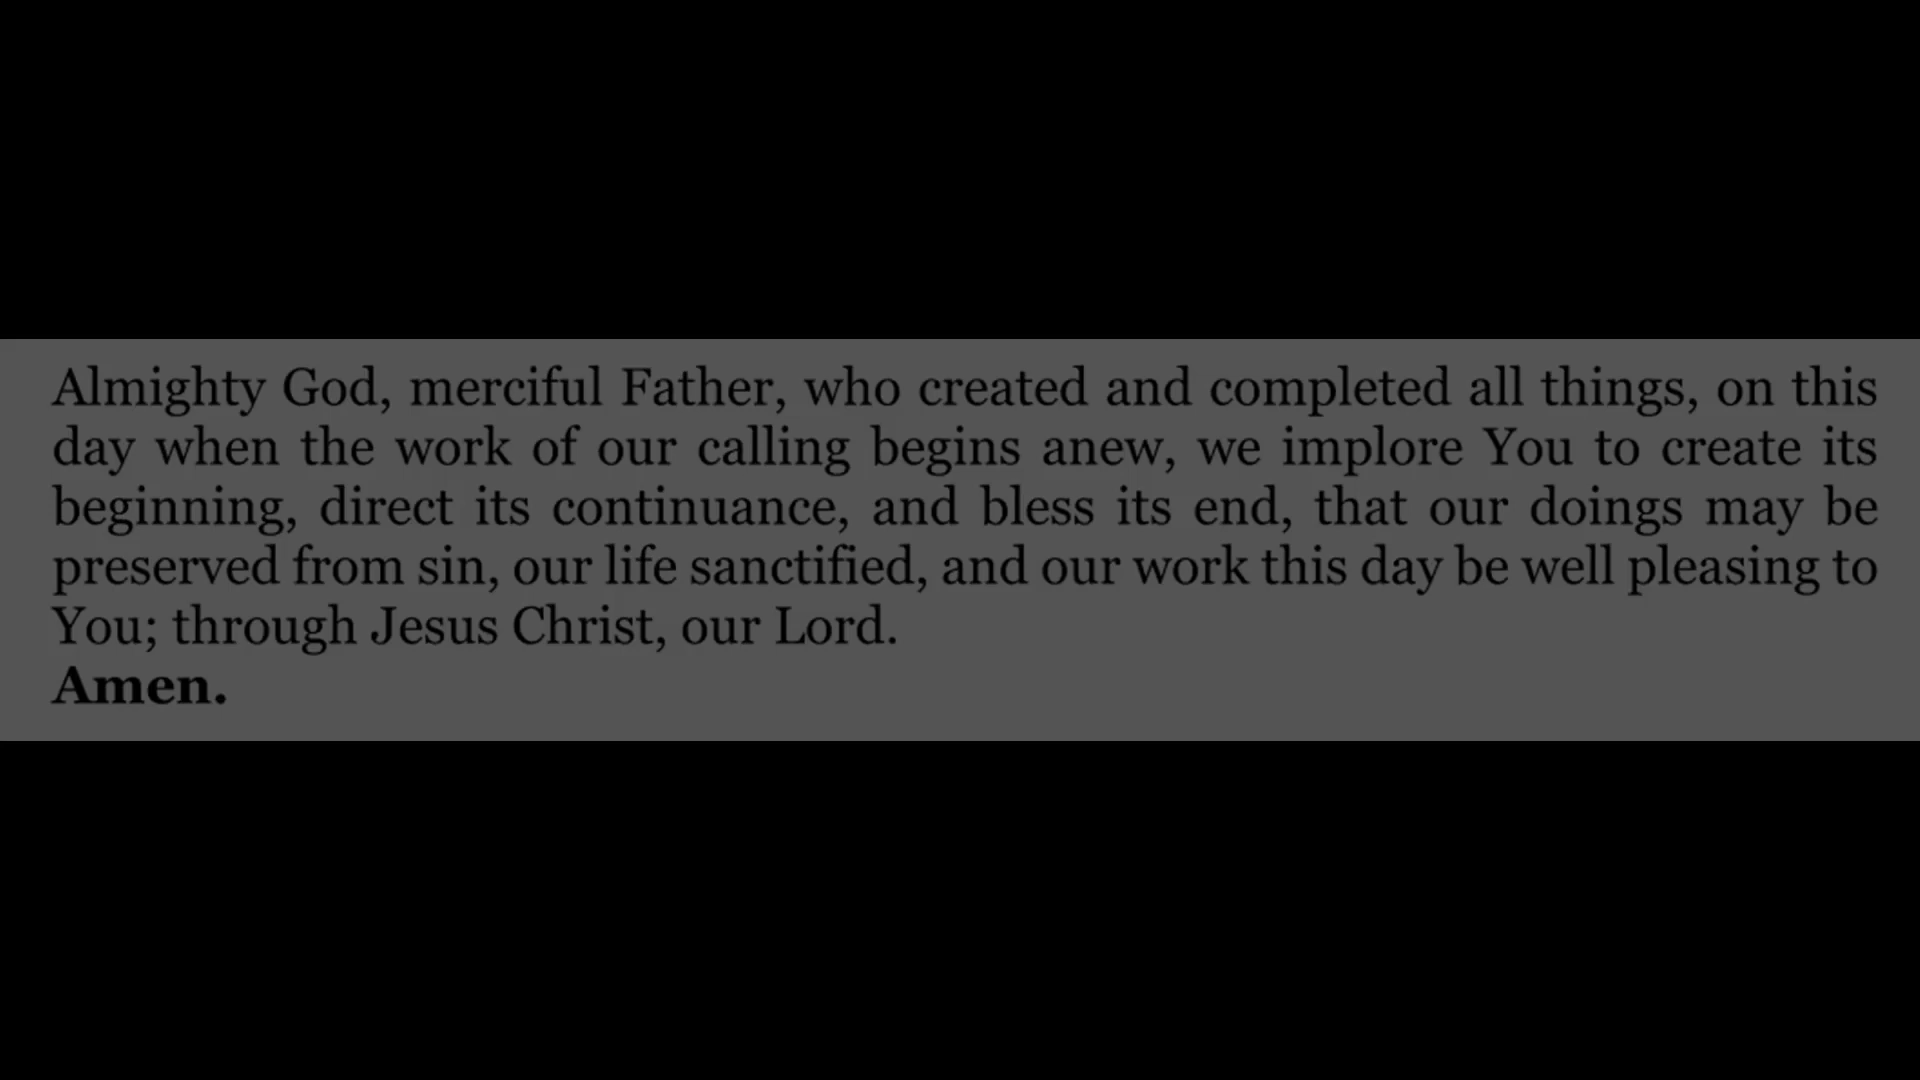 Almighty God, merciful Father, who created and completed all things, on this
day when the work of our calling begins anew, we implore You to create its
beginning, direct its continuance, and bless its end, that our doings may be
preserved from sin, our life sanctified, and our work this day be well pleasing to
You; through Jesus Christ, our Lord.
Amen.